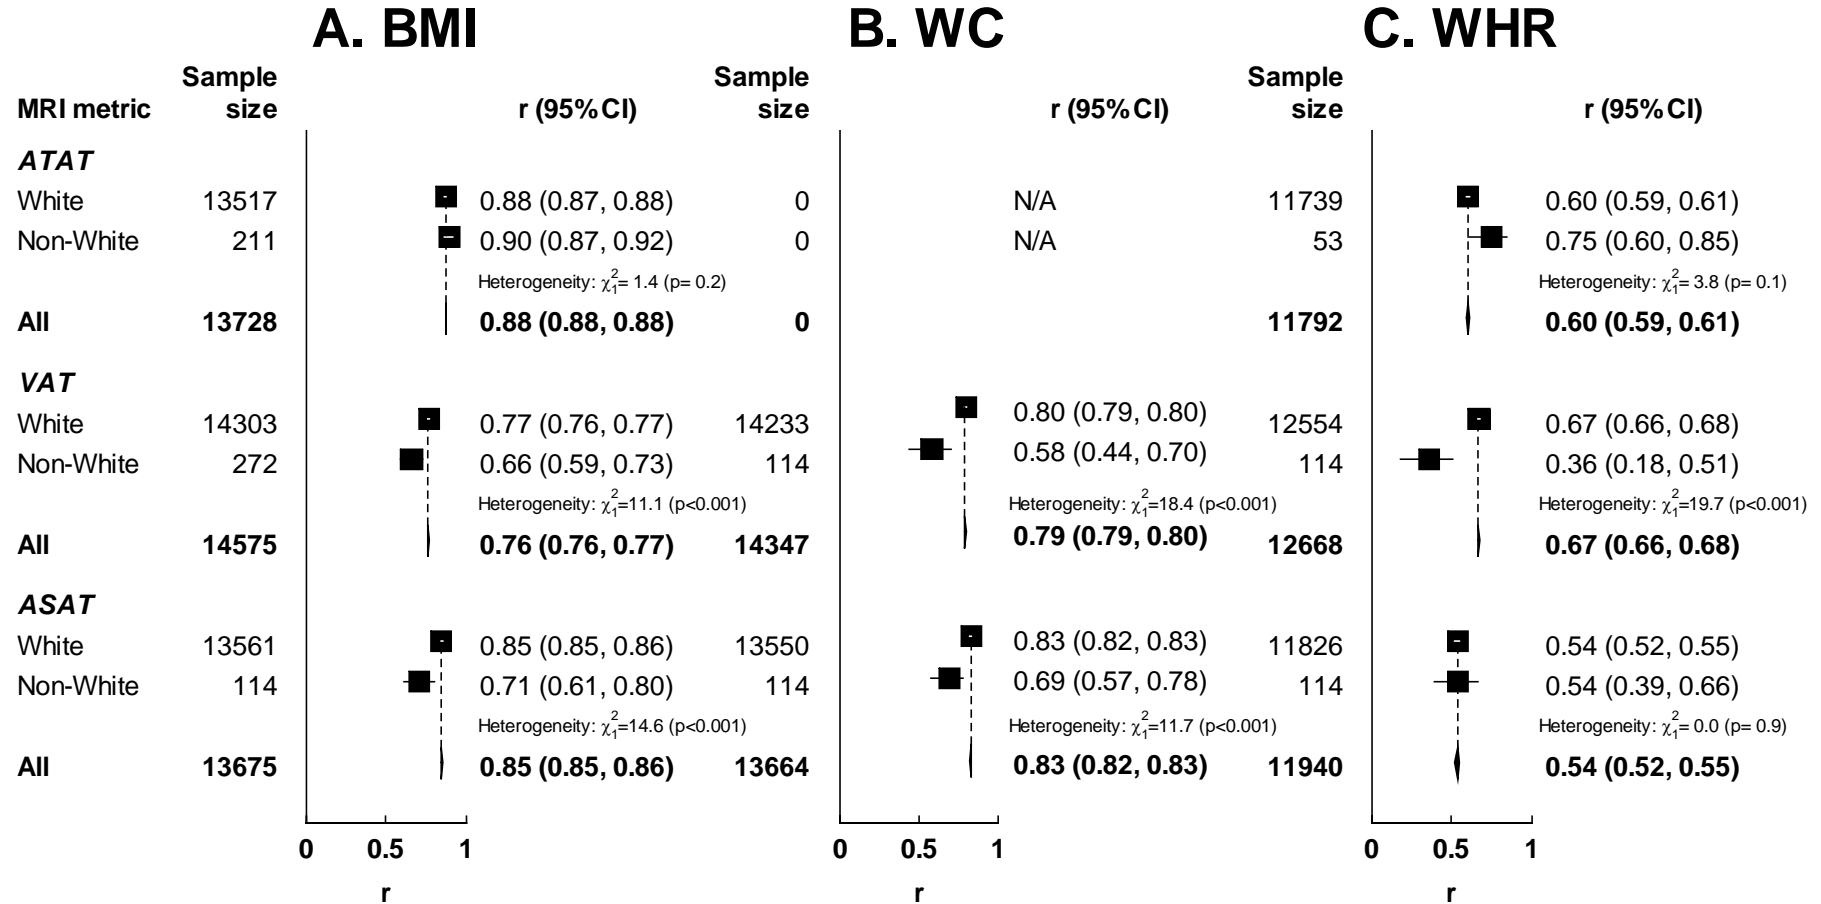 A. BMI B. WC C. WHR
Sample Sample Sample
MRI metric size r (95% CI) size r (95% CI) size r (95% CI)
ATAT
White 13517 0.88 (0.87, 0.88) 0 N/A 11739 0.60 (0.59, 0.61)
Non-White 211 0.90 (0.87, 0.92) 0 N/A 53 0.75 (0.60, 0.85)
Heterogeneity: χ²₁= 1.4 (p= 0.2) Heterogeneity: χ²₁= 3.8 (p= 0.1)
All 13728 0.88 (0.88, 0.88) 0 11792 0.60 (0.59, 0.61)
VAT
White 14303 0.77 (0.76, 0.77) 14233 0.80 (0.79, 0.80) 12554 0.67 (0.66, 0.68)
Non-White 272 0.66 (0.59, 0.73) 114 0.58 (0.44, 0.70) 114 0.36 (0.18, 0.51)
Heterogeneity: χ²₁=11.1 (p<0.001) Heterogeneity: χ²₁=18.4 (p<0.001) Heterogeneity: χ²₁=19.7 (p<0.001)
All 14575 0.76 (0.76, 0.77) 14347 0.79 (0.79, 0.80) 12668 0.67 (0.66, 0.68)
ASAT
White 13561 0.85 (0.85, 0.86) 13550 0.83 (0.82, 0.83) 11826 0.54 (0.52, 0.55)
Non-White 114 0.71 (0.61, 0.80) 114 0.69 (0.57, 0.78) 114 0.54 (0.39, 0.66)
Heterogeneity: χ²₁=14.6 (p<0.001) Heterogeneity: χ²₁=11.7 (p<0.001) Heterogeneity: χ²₁= 0.0 (p= 0.9)
All 13675 0.85 (0.85, 0.86) 13664 0.83 (0.82, 0.83) 11940 0.54 (0.52, 0.55)
0 0.5 1 0 0.5 1 0 0.5 1
r r r